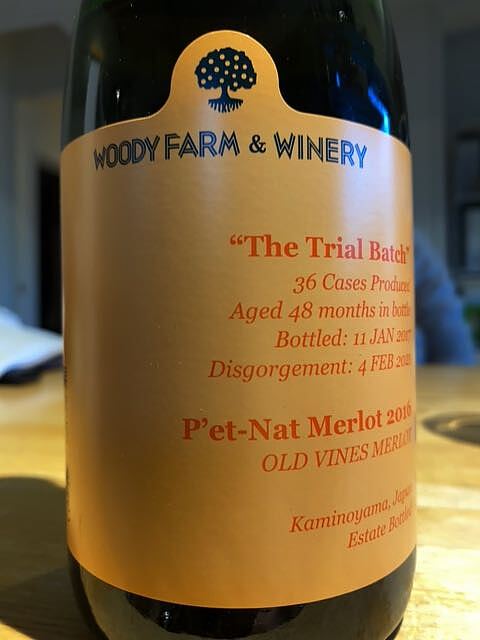 WOODY FARM & WINERY
"The Trial Batch"
36 Cases Produced
Aged 48 months in bottle
Bottled: 11 JAN 2017
Disgorgement: 4 FEB
P'et-Nat Merlot 2016
OLD VINES MERLOT
Kaminoyama, Japan
Estate Bottled